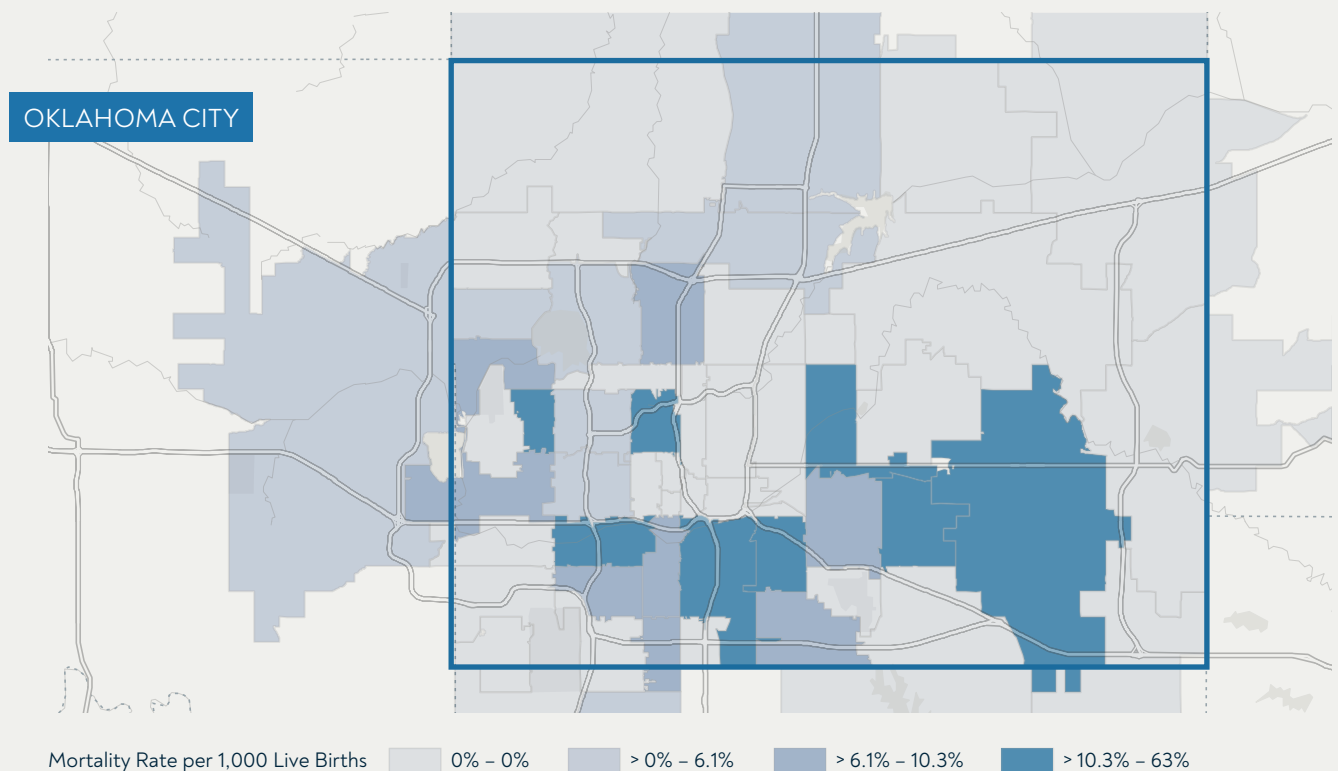 OKLAHOMA CITY
Mortality Rate per 1,000 Live Births 0% – 0% > 0% – 6.1% > 6.1% – 10.3% > 10.3% – 63%